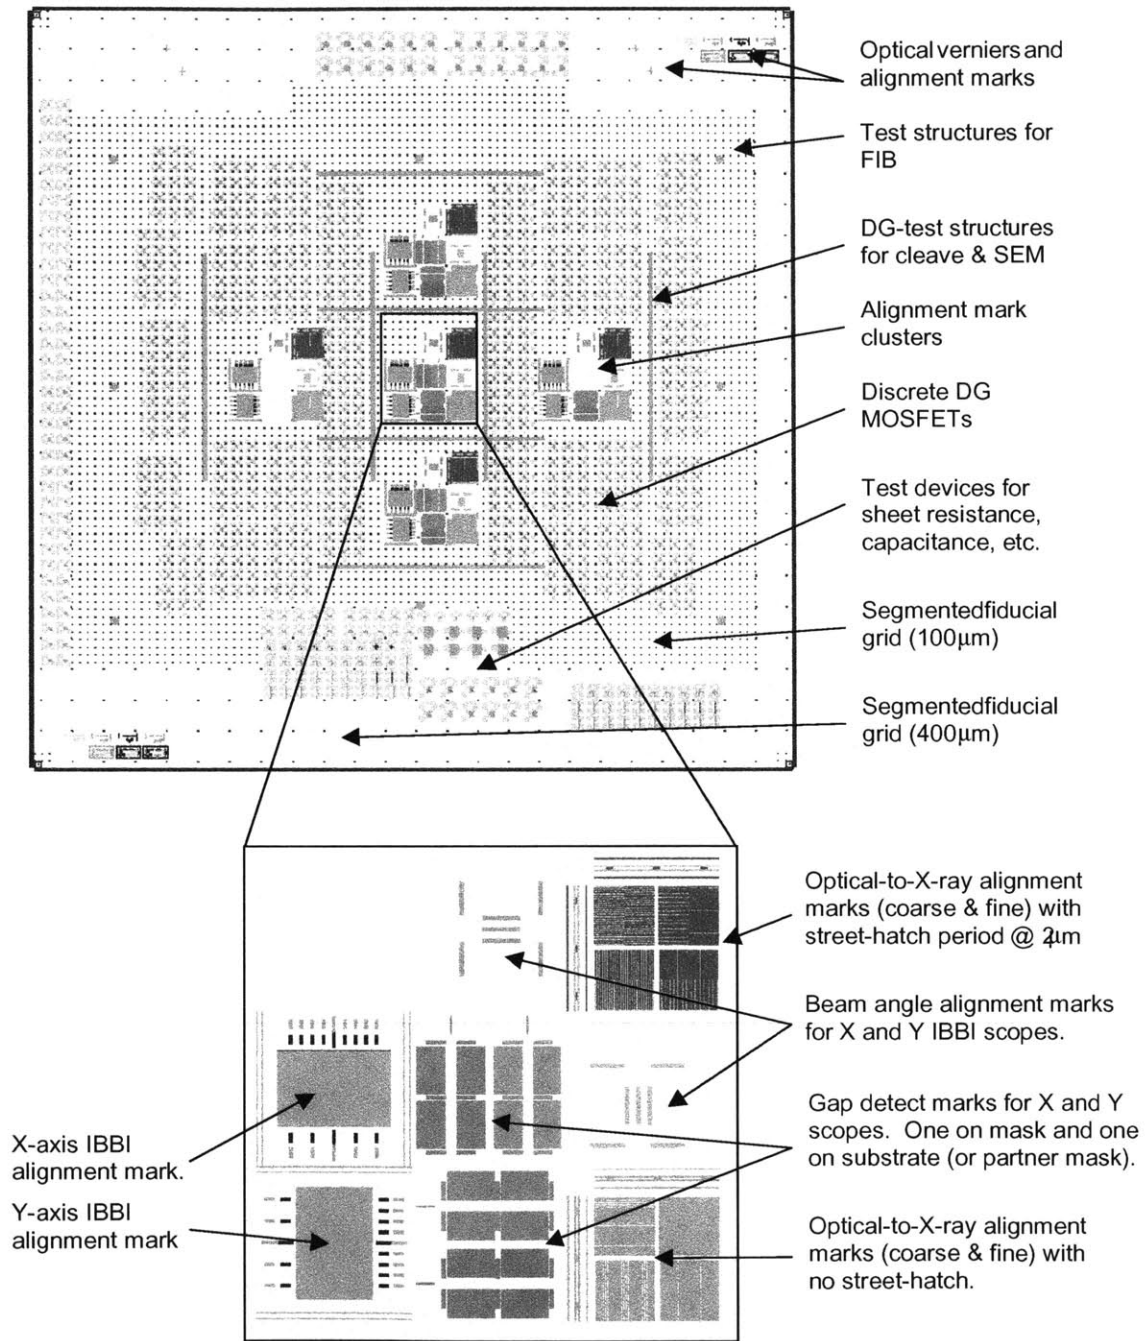 Optical verniers and
alignment marks
Test structures for
FIB
DG-test structures
for cleave & SEM
Alignment mark
clusters
Discrete DG
MOSFETs
Test devices for
sheet resistance,
capacitance, etc.
Segmentedfiducial
grid (100μm)
Segmentedfiducial
grid (400μm)
Optical-to-X-ray alignment
marks (coarse & fine) with
street-hatch period @ 2μm
Beam angle alignment marks
for X and Y IBBI scopes.
Gap detect marks for X and Y
scopes. One on mask and one
on substrate (or partner mask).
Optical-to-X-ray alignment
marks (coarse & fine) with
no street-hatch.
X-axis IBBI
alignment mark.
Y-axis IBBI
alignment mark